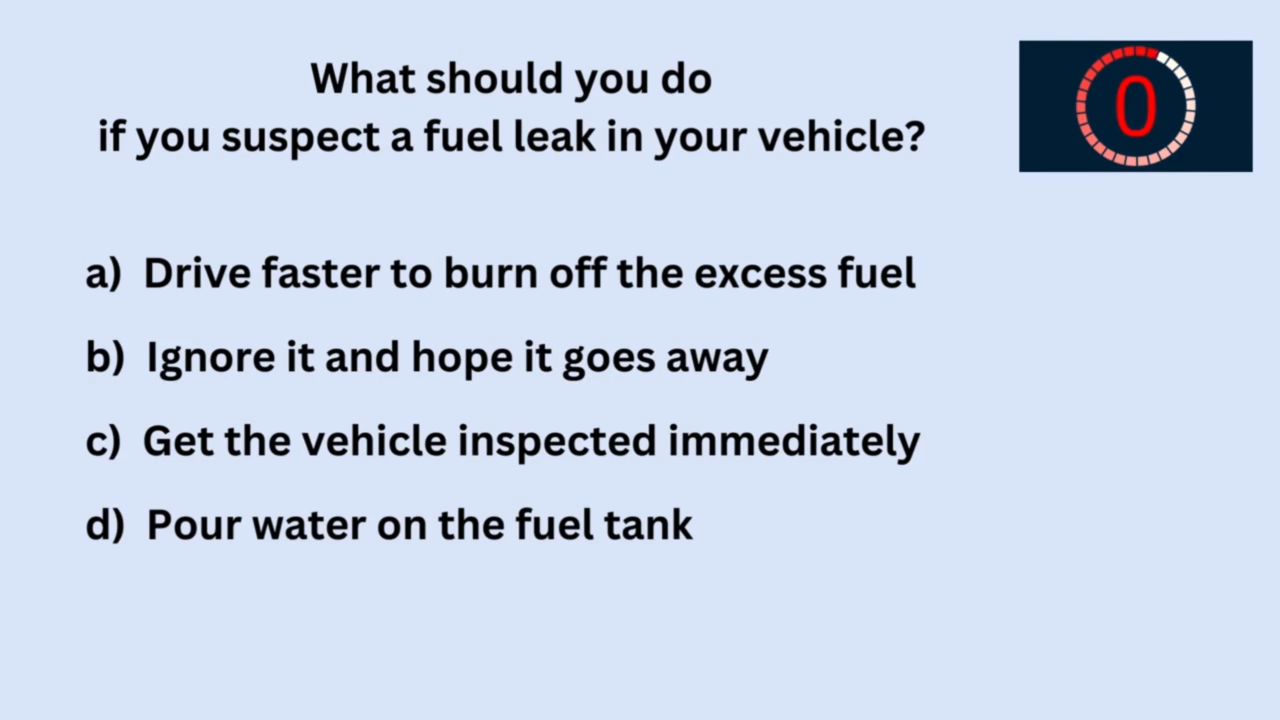 What should you do
if you suspect a fuel leak in your vehicle?
0
a) Drive faster to burn off the excess fuel
b) Ignore it and hope it goes away
c) Get the vehicle inspected immediately
d) Pour water on the fuel tank